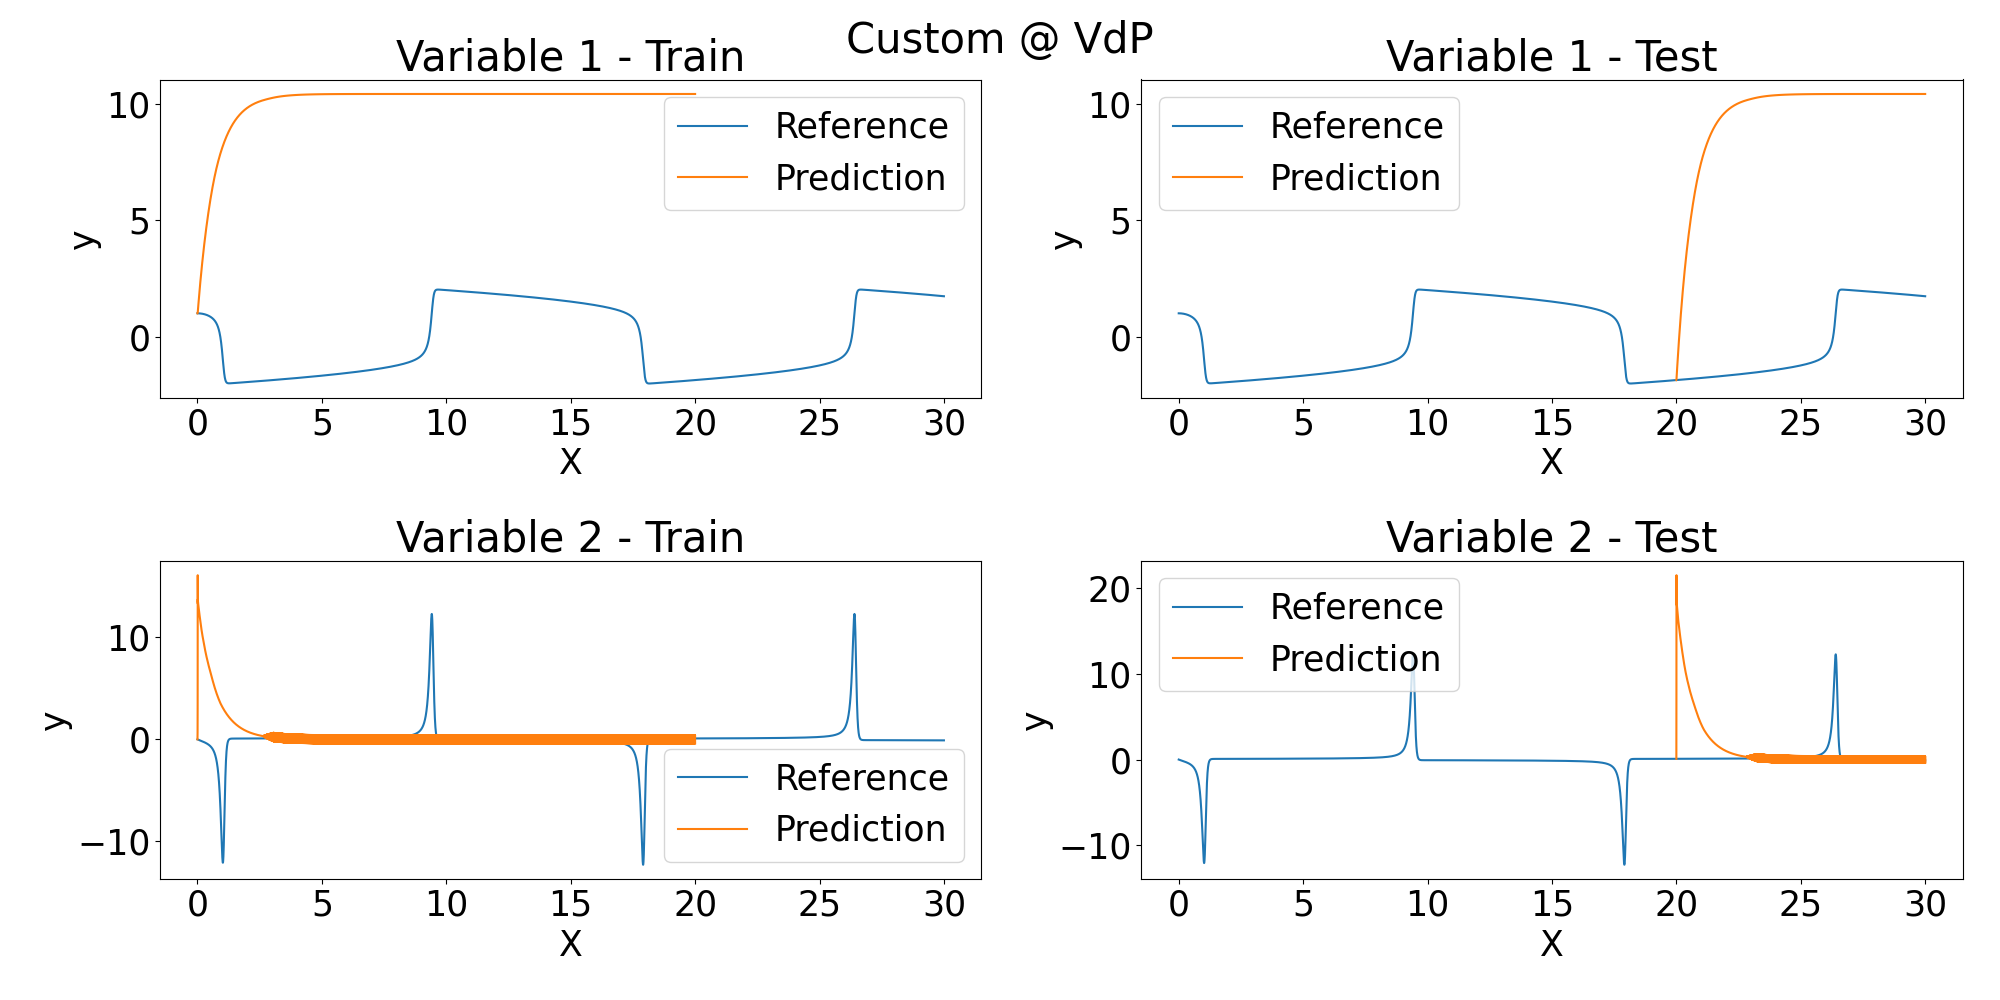 Custom @ VdP
Variable 1 - Train
10
5
0
y
Reference
Prediction
0 5 10 15 20 25 30
X
Variable 1 - Test
10
5
0
y
Reference
Prediction
0 5 10 15 20 25 30
X
Variable 2 - Train
10
0
−10
y
Reference
Prediction
0 5 10 15 20 25 30
X
Variable 2 - Test
20
10
0
−10
y
Reference
Prediction
0 5 10 15 20 25 30
X